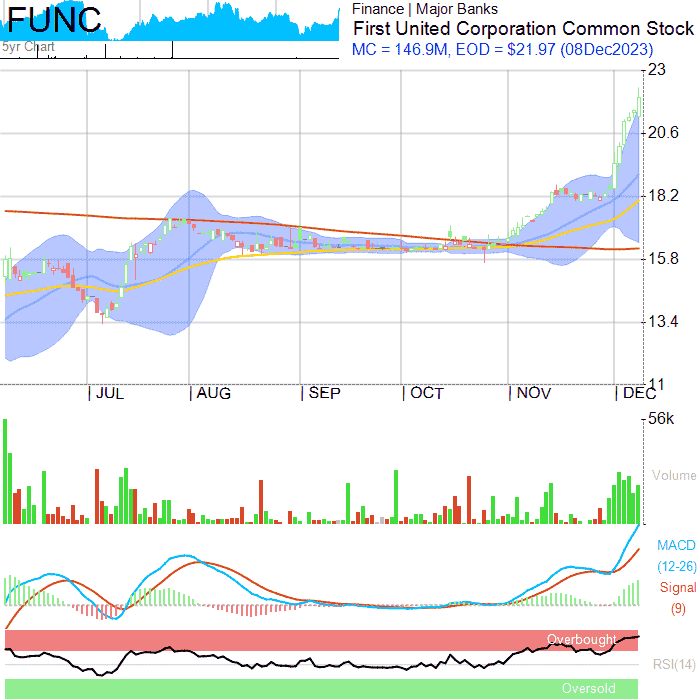 FUNC
5yr Chart
Finance | Major Banks
First United Corporation Common Stock
MC = 146.9M, EOD = $21.97 (08Dec2023)
23
20.6
18.2
15.8
13.4
11
JUL AUG SEP OCT NOV DEC
56k
Volume
MACD
(12-26)
Signal
(9)
Overbought
RSI(14)
Oversold